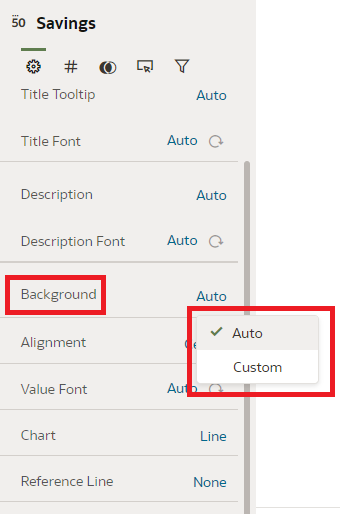 50 Savings
#
Title Tooltip Auto
Title Font Auto
Description Auto
Description Font Auto
Background Auto
Auto
Alignment
Custom
Value Font Auto
Chart Line
Reference Line None